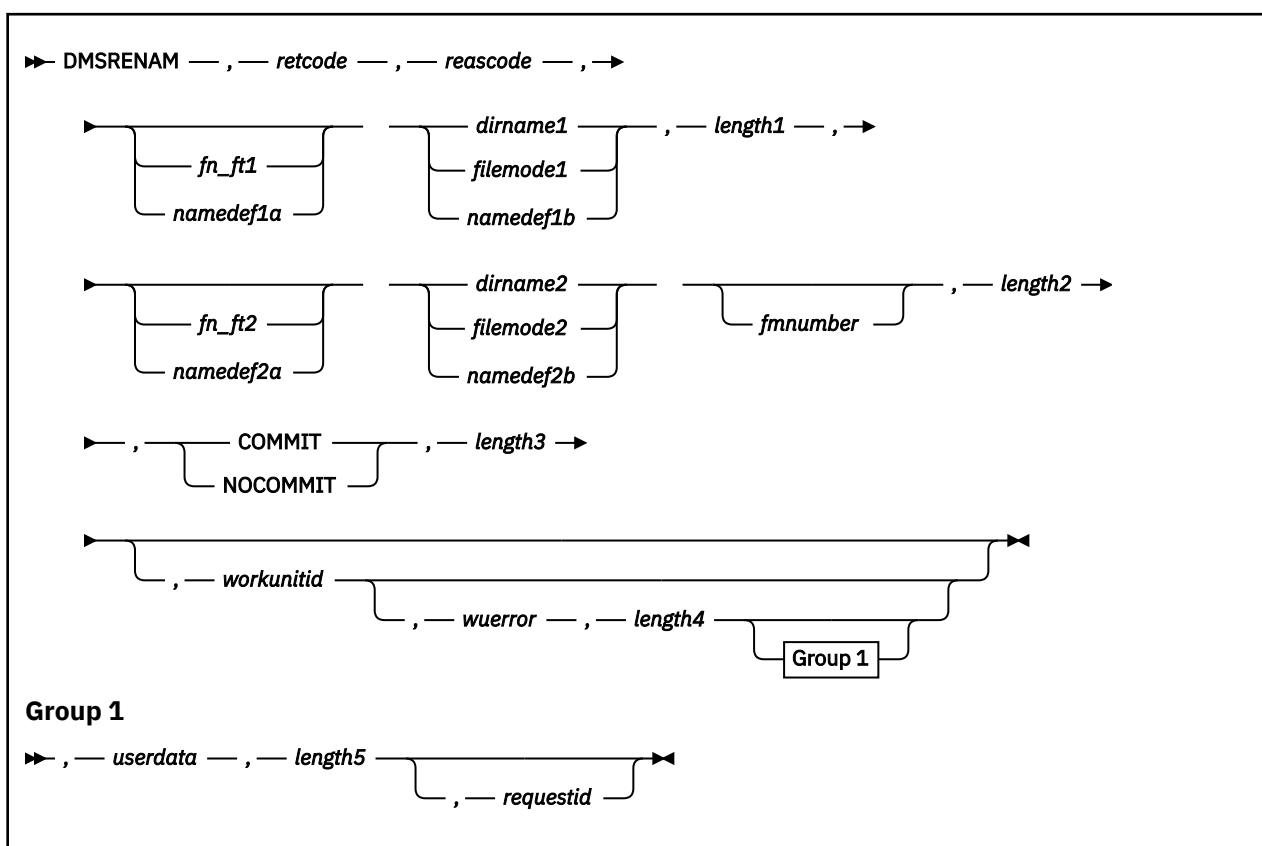 DMSRENAM , retcode , reascode ,
dirname1 , length1 ,
fn_ft1 filemode1
namedef1a namedef1b
dirname2 , length2
fn_ft2 filemode2 fmnumber
namedef2a namedef2b
, COMMIT , length3
NOCOMMIT
, workunitid
, wuerror , length4
Group 1
Group 1
, userdata , length5
, requestid